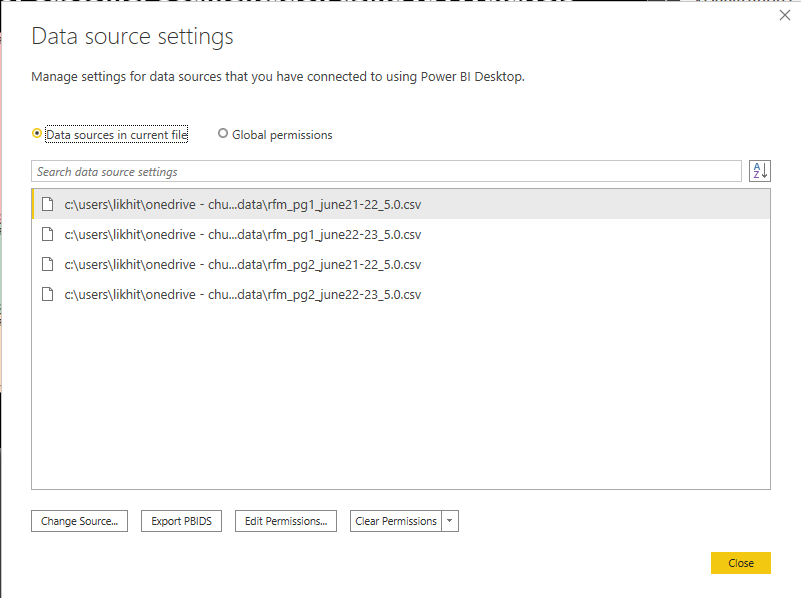 Data source settings
Manage settings for data sources that you have connected to using Power BI Desktop.
Data sources in current file Global permissions
Search data source settings
A
Z
c:\users\likhit\onedrive - chu...data\rfm_pg1_june21-22_5.0.csv
c:\users\likhit\onedrive - chu...data\rfm_pg1_june22-23_5.0.csv
c:\users\likhit\onedrive - chu...data\rfm_pg2_june21-22_5.0.csv
c:\users\likhit\onedrive - chu...data\rfm_pg2_june22-23_5.0.csv
Change Source... Export PBIDS Edit Permissions... Clear Permissions
Close